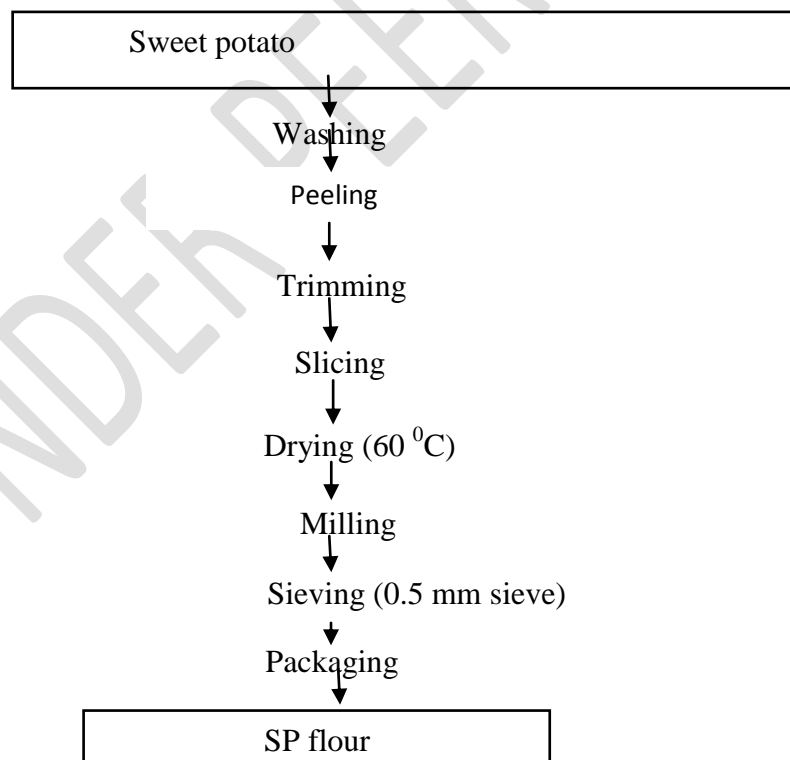 Sweet potato
Washing
Peeling
Trimming
Slicing
Drying (60 ⁰C)
Milling
Sieving (0.5 mm sieve)
Packaging
SP flour